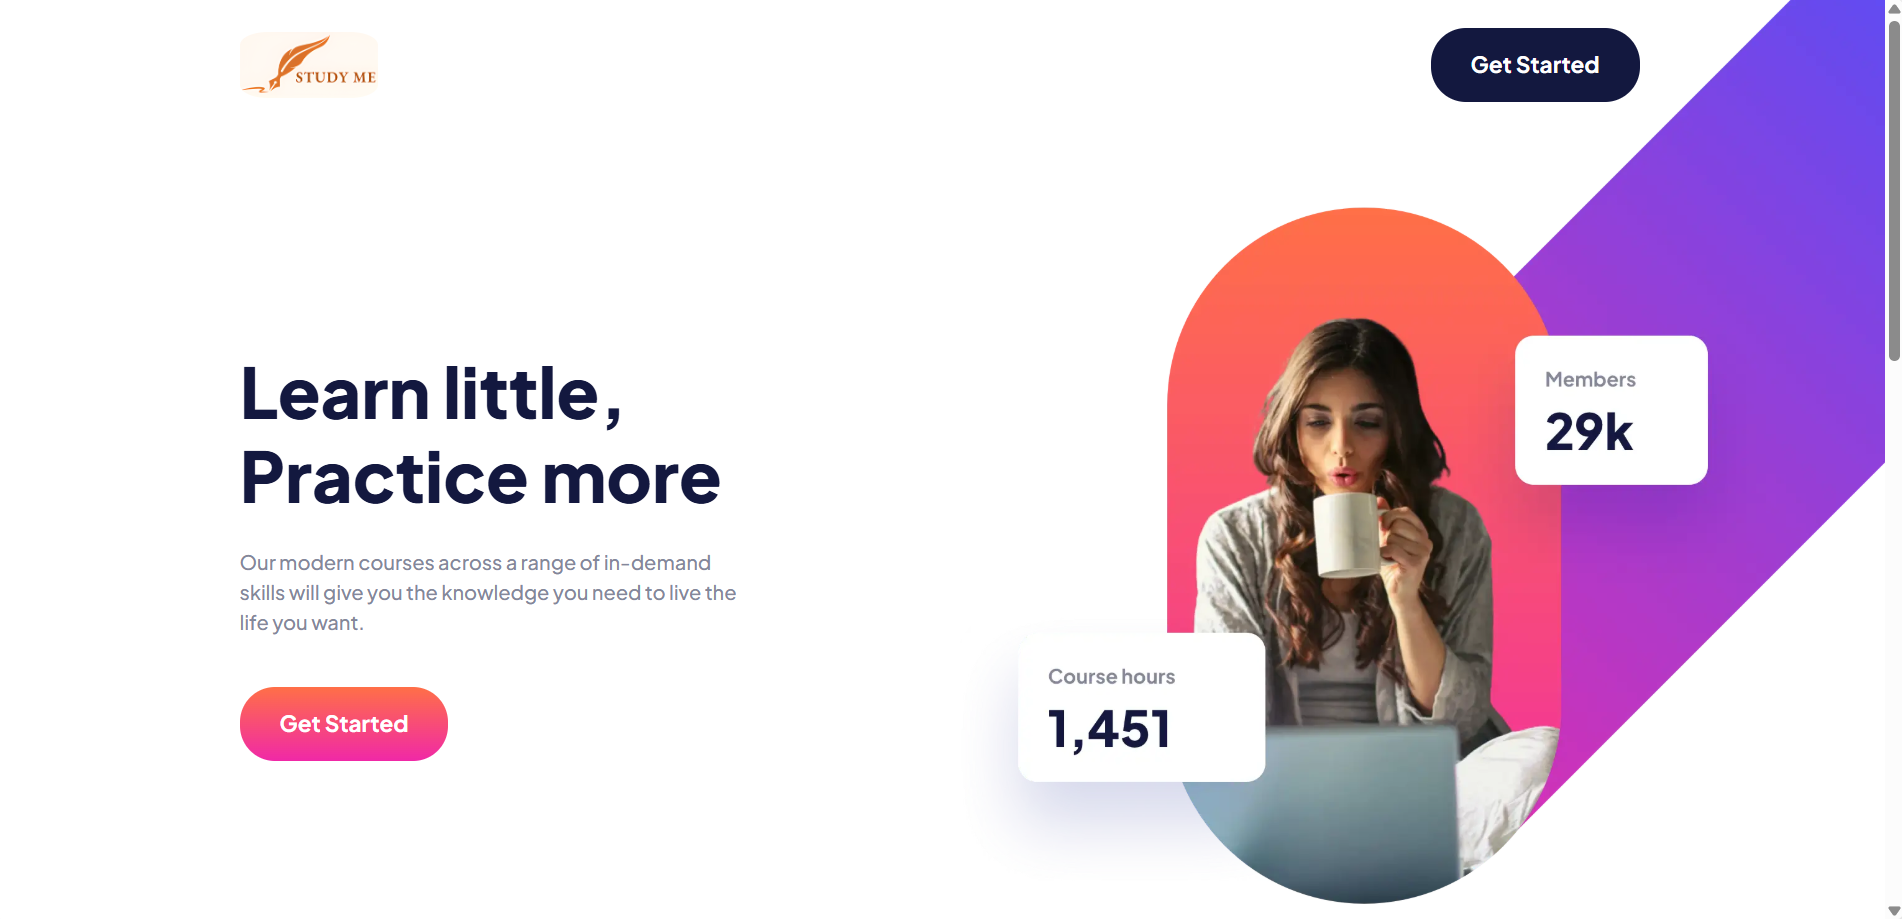 STUDY ME
Get Started
Learn little,
Practice more
Our modern courses across a range of in-demand
skills will give you the knowledge you need to live the
life you want.
Get Started
Members
29k
Course hours
1,451